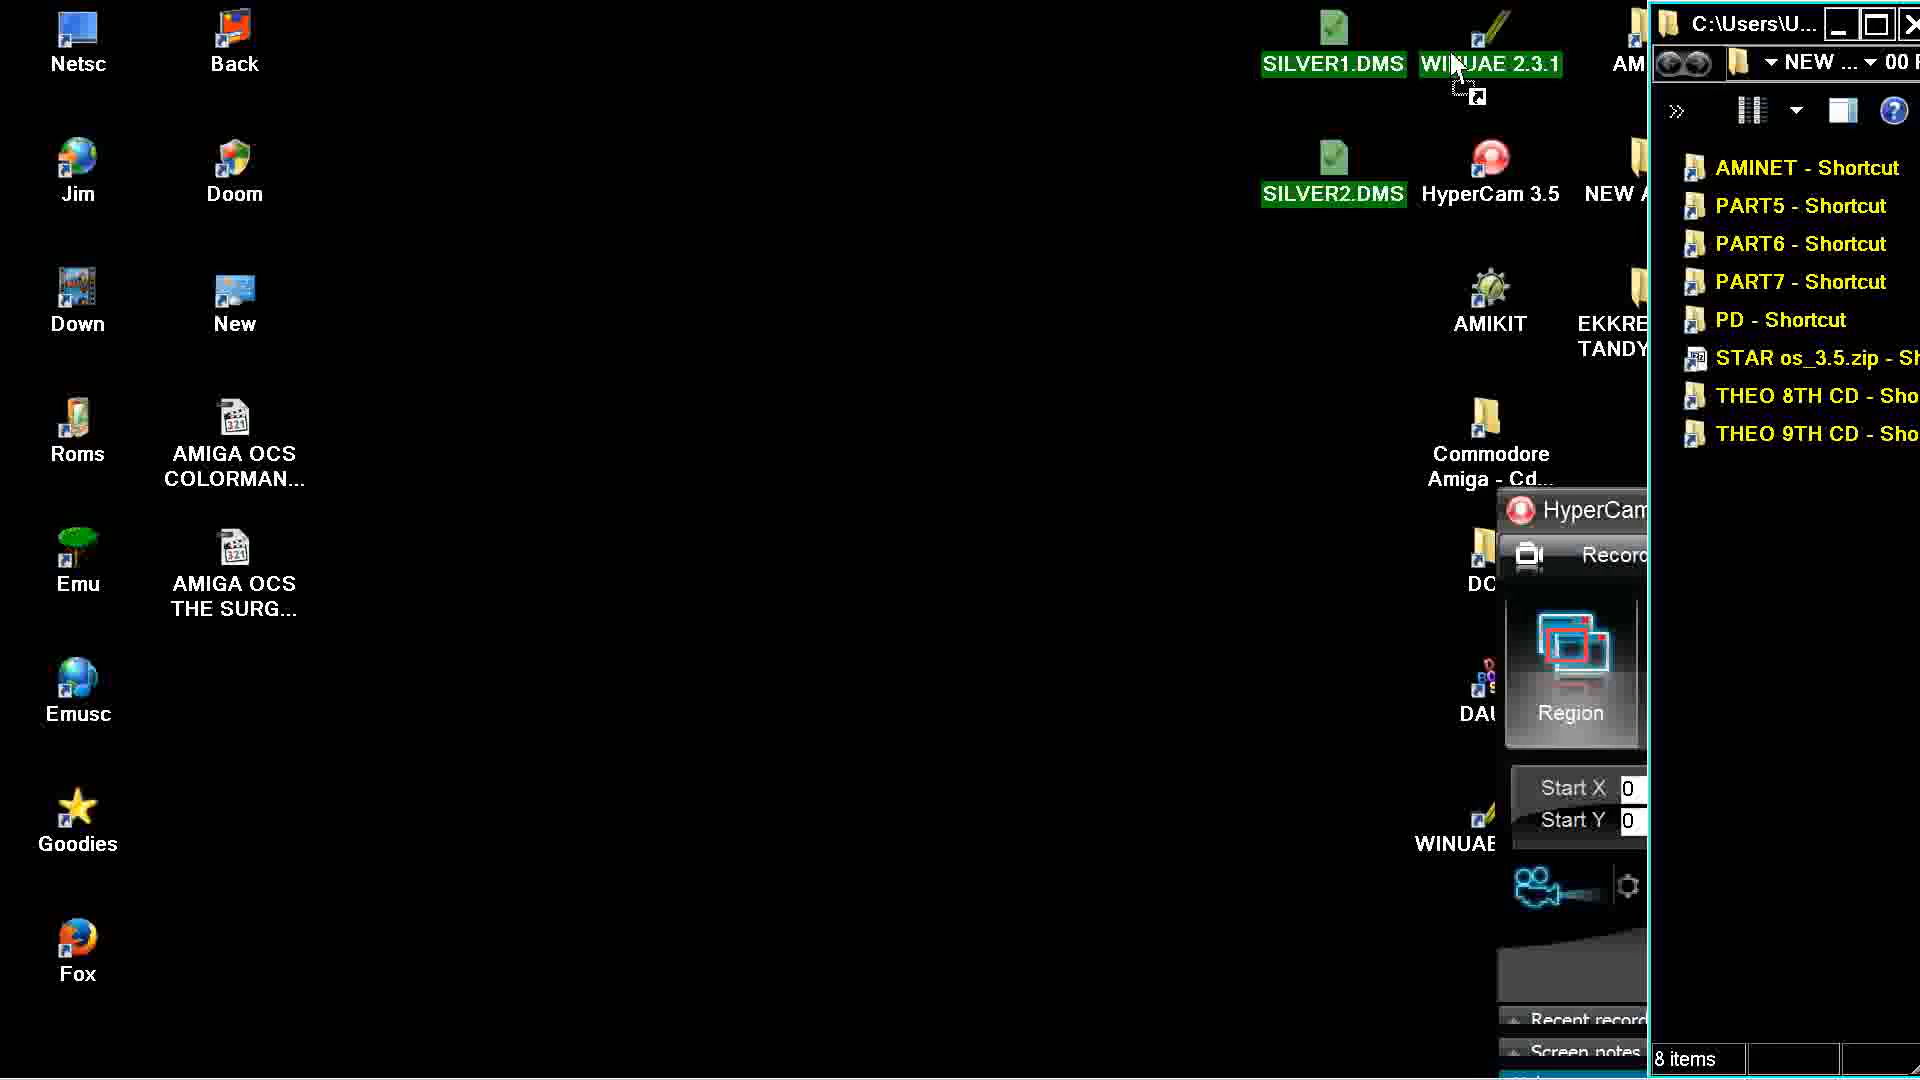 Netsc
Back
Jim
Doom
Down
New
Roms
AMIGA OCS
COLORMAN...
Emu
AMIGA OCS
THE SURG...
Emusc
Goodies
Fox
SILVER1.DMS
WINUAE 2.3.1
AM
SILVER2.DMS
HyperCam 3.5
NEW
AMIKIT
EKKRE
TANDY
Commodore
Amiga - Cd...
DO
DAU
WINUAE
HyperCam
Record
Region
Start X 0
Start Y 0
Recent record
Screen notes
C:\Users\U...
NEW ... 00
AMINET - Shortcut
PART5 - Shortcut
PART6 - Shortcut
PART7 - Shortcut
PD - Shortcut
STAR os_3.5.zip - Sh
THEO 8TH CD - Sho
THEO 9TH CD - Sho
8 items